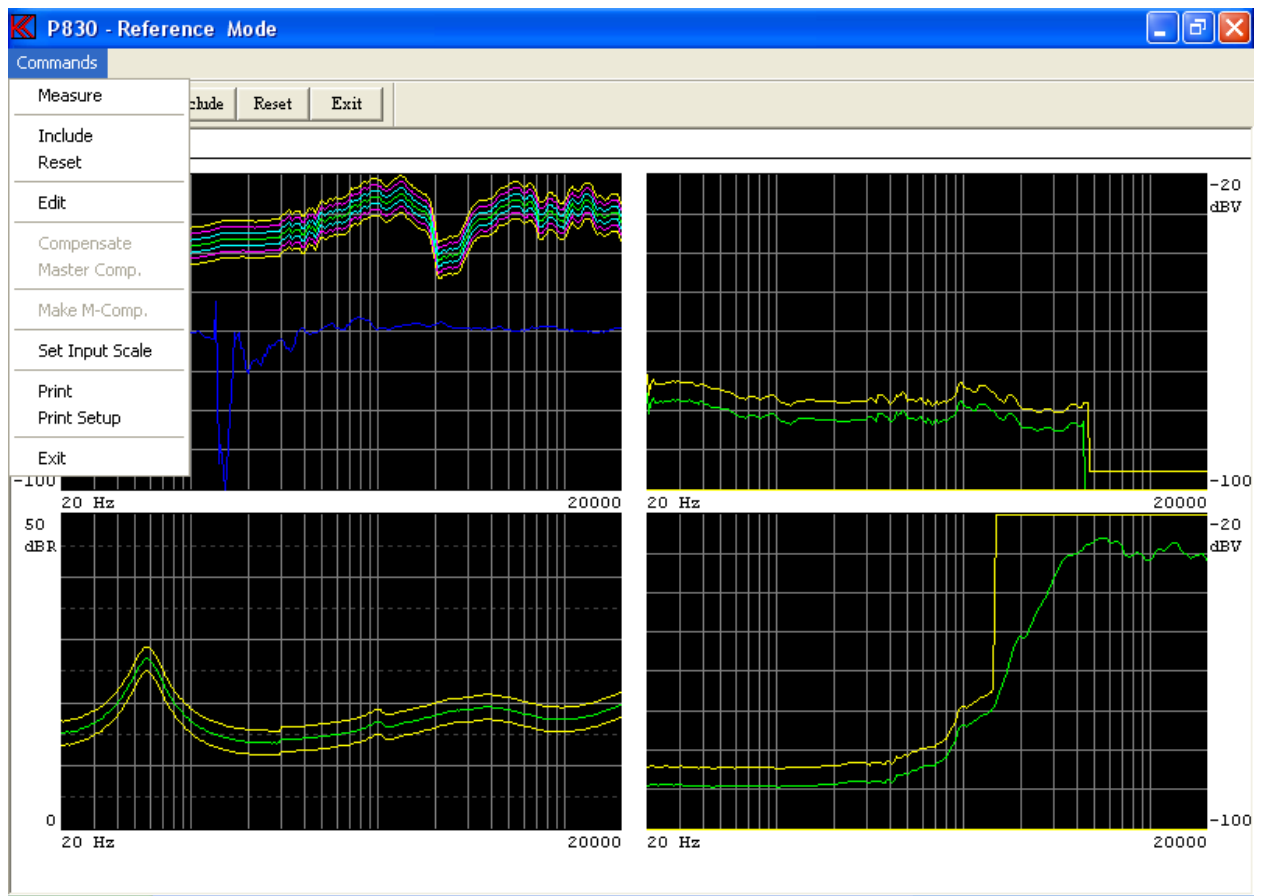 P830 - Reference Mode
Commands
Measure
Include
Reset
Edit
Compensate
Master Comp.
Make M-Comp.
Set Input Scale
Print
Print Setup
Exit
clude Reset Exit
-100
20 Hz 20000
-20
dBV
-100
20 Hz 20000
50
dBR
0
20 Hz 20000
-20
dBV
-100
20 Hz 20000